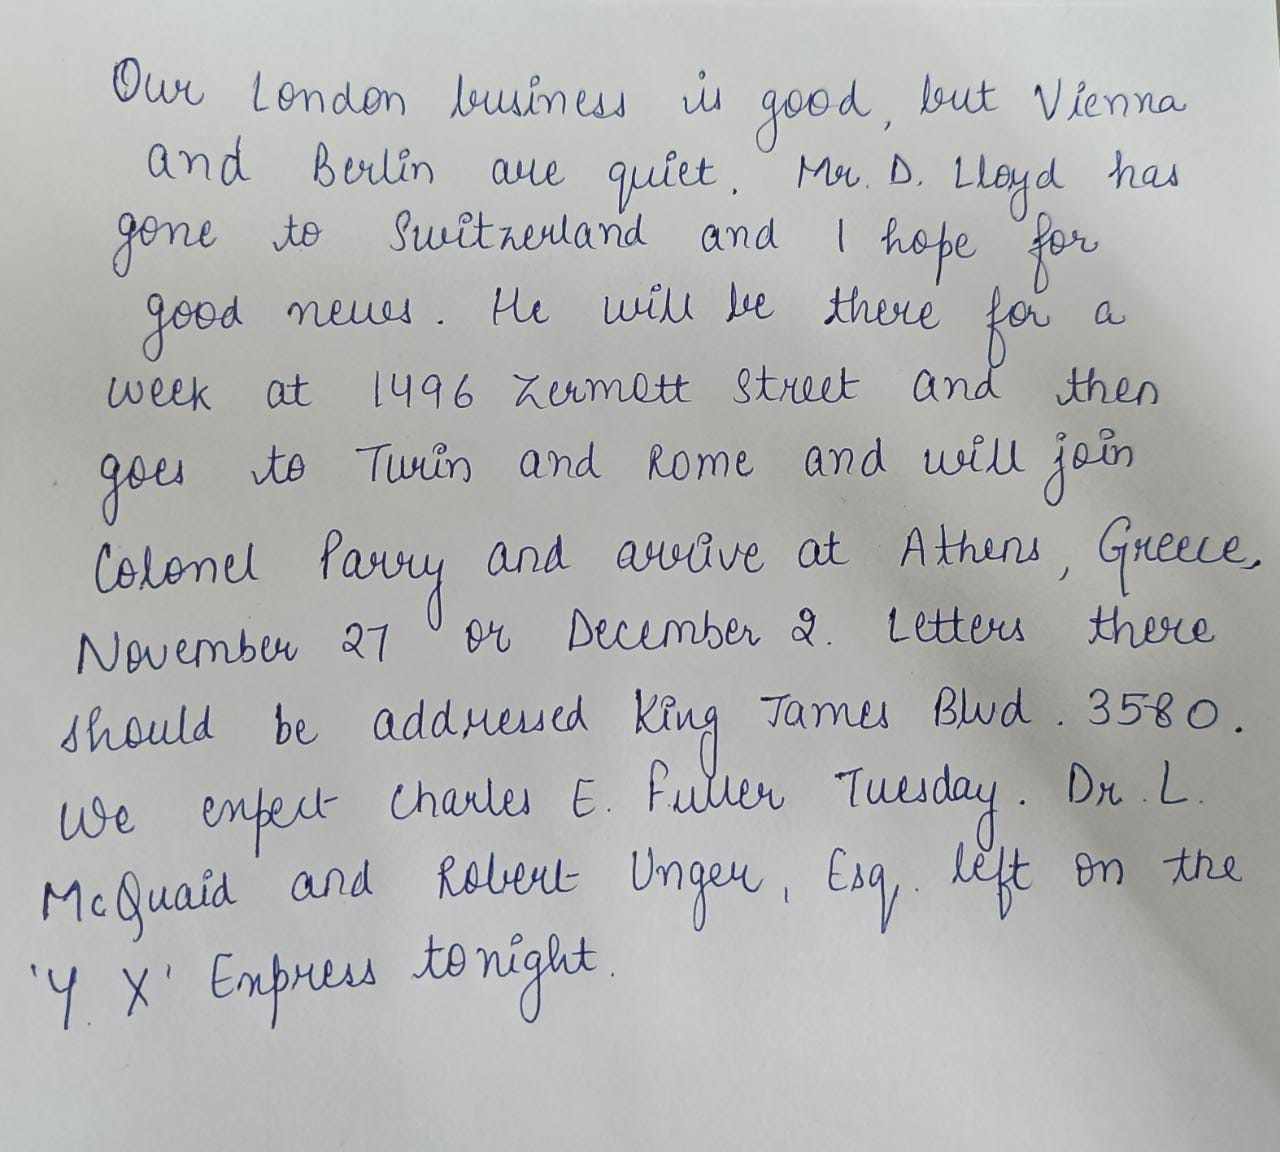 Our London business is good, but Vienna
and Berlin are quiet. Mr. D. Lloyd has
gone to Switzerland and I hope for
good news. He will be there for a
week at 1496 Zermott Street and then
goes to Turin and Rome and will join
Colonel Parry and arrive at Athens, Greece,
November 27 or December 2. Letters there
should be addressed King James Blvd. 3580.
We expect Charles E. Fuller Tuesday. Dr. L.
McQuaid and Robert Unger, Esq. left on the
'Y. X' Express tonight.